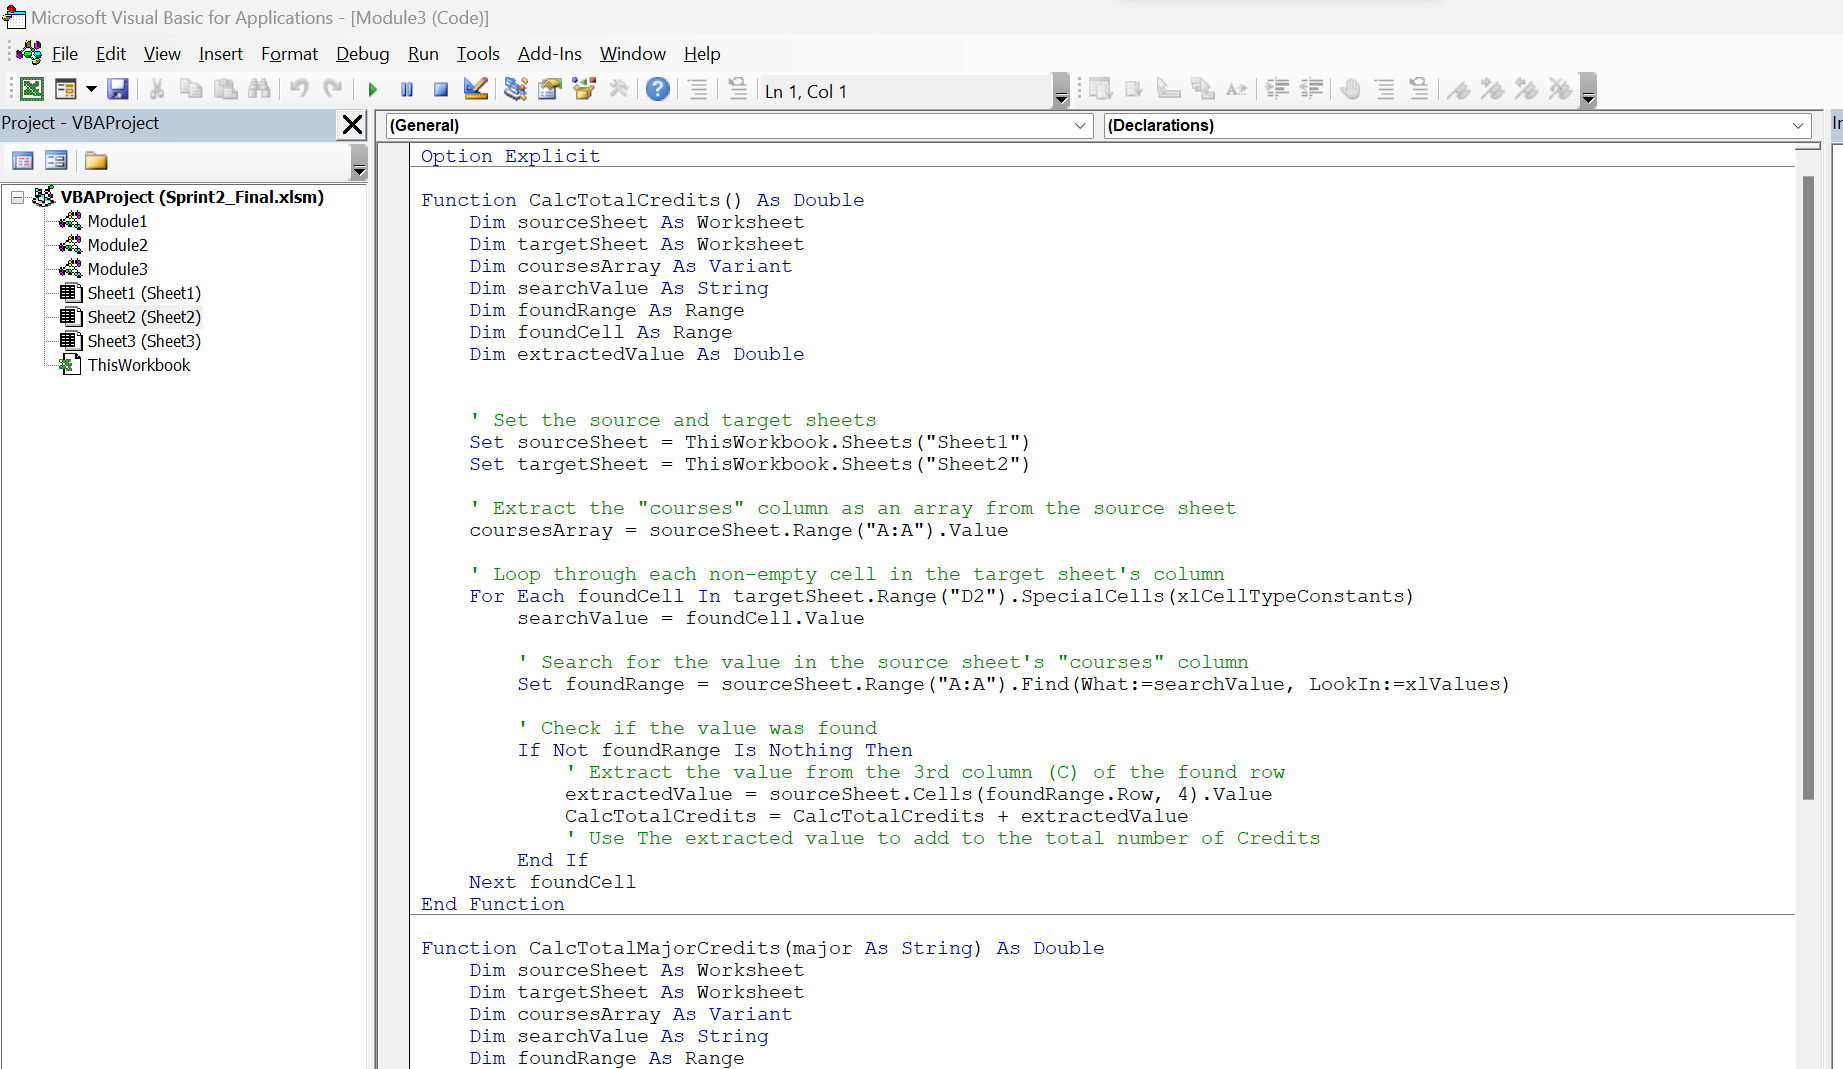 Microsoft Visual Basic for Applications - [Module3 (Code)]
File Edit View Insert Format Debug Run Tools Add-Ins Window Help
Ln 1, Col 1
Project - VBAProject
(General)
(Declarations)
VBAProject (Sprint2_Final.xlsm)
Module1
Module2
Module3
Sheet1 (Sheet1)
Sheet2 (Sheet2)
Sheet3 (Sheet3)
ThisWorkbook
Option Explicit
Function CalcTotalCredits() As Double
Dim sourceSheet As Worksheet
Dim targetSheet As Worksheet
Dim coursesArray As Variant
Dim searchValue As String
Dim foundRange As Range
Dim foundCell As Range
Dim extractedValue As Double
' Set the source and target sheets
Set sourceSheet = ThisWorkbook.Sheets("Sheet1")
Set targetSheet = ThisWorkbook.Sheets("Sheet2")
' Extract the "courses" column as an array from the source sheet
coursesArray = sourceSheet.Range("A:A").Value
' Loop through each non-empty cell in the target sheet's column
For Each foundCell In targetSheet.Range("D2").SpecialCells(xlCellTypeConstants)
searchValue = foundCell.Value
' Search for the value in the source sheet's "courses" column
Set foundRange = sourceSheet.Range("A:A").Find(What:=searchValue, LookIn:=xlValues)
' Check if the value was found
If Not foundRange Is Nothing Then
' Extract the value from the 3rd column (C) of the found row
extractedValue = sourceSheet.Cells(foundRange.Row, 4).Value
CalcTotalCredits = CalcTotalCredits + extractedValue
' Use The extracted value to add to the total number of Credits
End If
Next foundCell
End Function
Function CalcTotalMajorCredits(major As String) As Double
Dim sourceSheet As Worksheet
Dim targetSheet As Worksheet
Dim coursesArray As Variant
Dim searchValue As String
Dim foundRange As Range